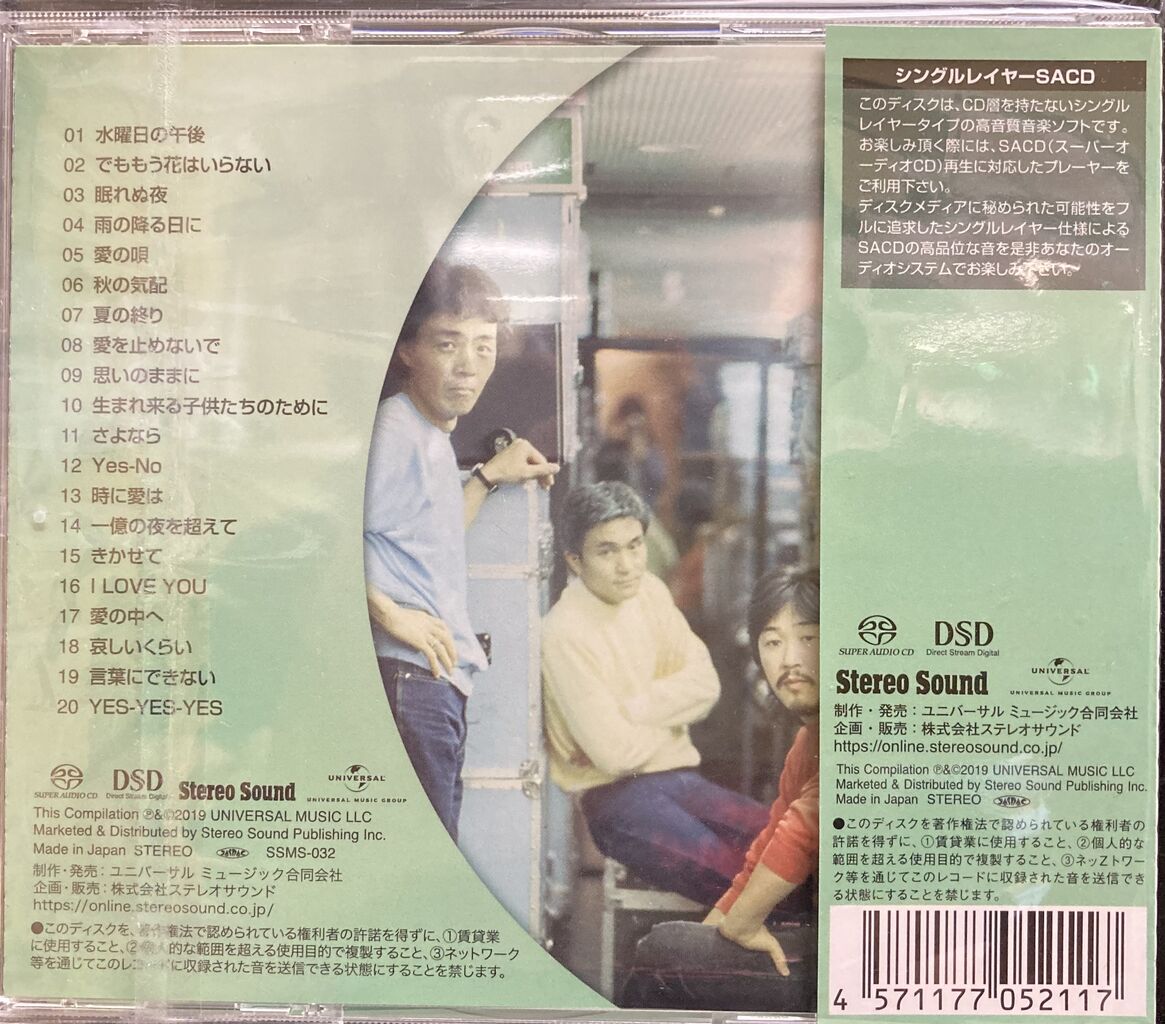 01 水曜日の午後
02 でももう花はいらない
03 眠れぬ夜
04 雨の降る日に
05 愛の唄
06 秋の気配
07 夏の終り
08 愛を止めないで
09 思いのままに
10 生まれ来る子供たちのために
11 さよなら
12 Yes-No
13 時に愛は
14 一億の夜を超えて
15 きかせて
16 I LOVE YOU
17 愛の中へ
18 哀しいくらい
19 言葉にできない
20 YES-YES-YES
SUPER AUDIO CD
DSD
Direct Stream Digital
Stereo Sound
UNIVERSAL
UNIVERSAL MUSIC GROUP
This Compilation ℗&©2019 UNIVERSAL MUSIC LLC
Marketed & Distributed by Stereo Sound Publishing Inc.
Made in Japan STEREO JASRAC SSMS-032
制作・発売：ユニバーサル ミュージック合同会社
企画・販売：株式会社ステレオサウンド
https://online.stereosound.co.jp/
●このディスクを、著作権法で認められている権利者の許諾を得ずに、①賃貸業
に使用すること、②個人的な範囲を超える使用目的で複製すること、③ネットワーク
等を通じてこのレコードに収録された音を送信できる状態にすることを禁じます。
シングルレイヤーSACD
このディスクは、CD層を持たないシングル
レイヤータイプの高音質音楽ソフトです。
お楽しみ頂く際には、SACD（スーパーオ
ーディオCD）再生に対応したプレーヤーを
ご利用下さい。
ディスクメディアに秘められた可能性をフ
ルに追求したシングルレイヤー仕様による
SACDの高品位な音を是非あなたのオー
ディオシステムでお楽しみ下さい。
SUPER AUDIO CD
DSD
Direct Stream Digital
Stereo Sound
UNIVERSAL
UNIVERSAL MUSIC GROUP
制作・発売：ユニバーサル ミュージック合同会社
企画・販売：株式会社ステレオサウンド
https://online.stereosound.co.jp/
This Compilation ℗&©2019 UNIVERSAL MUSIC LLC
Marketed & Distributed by Stereo Sound Publishing Inc.
Made in Japan STEREO JASRAC
●このディスクを著作権法で認められている権利者の
許諾を得ずに、①賃貸業に使用すること、②個人的な
範囲を超える使用目的で複製すること、③ネッZトワー
ク等を通じてこのレコードに収録された音を送信でき
る状態にすることを禁じます。
4 571177 052117